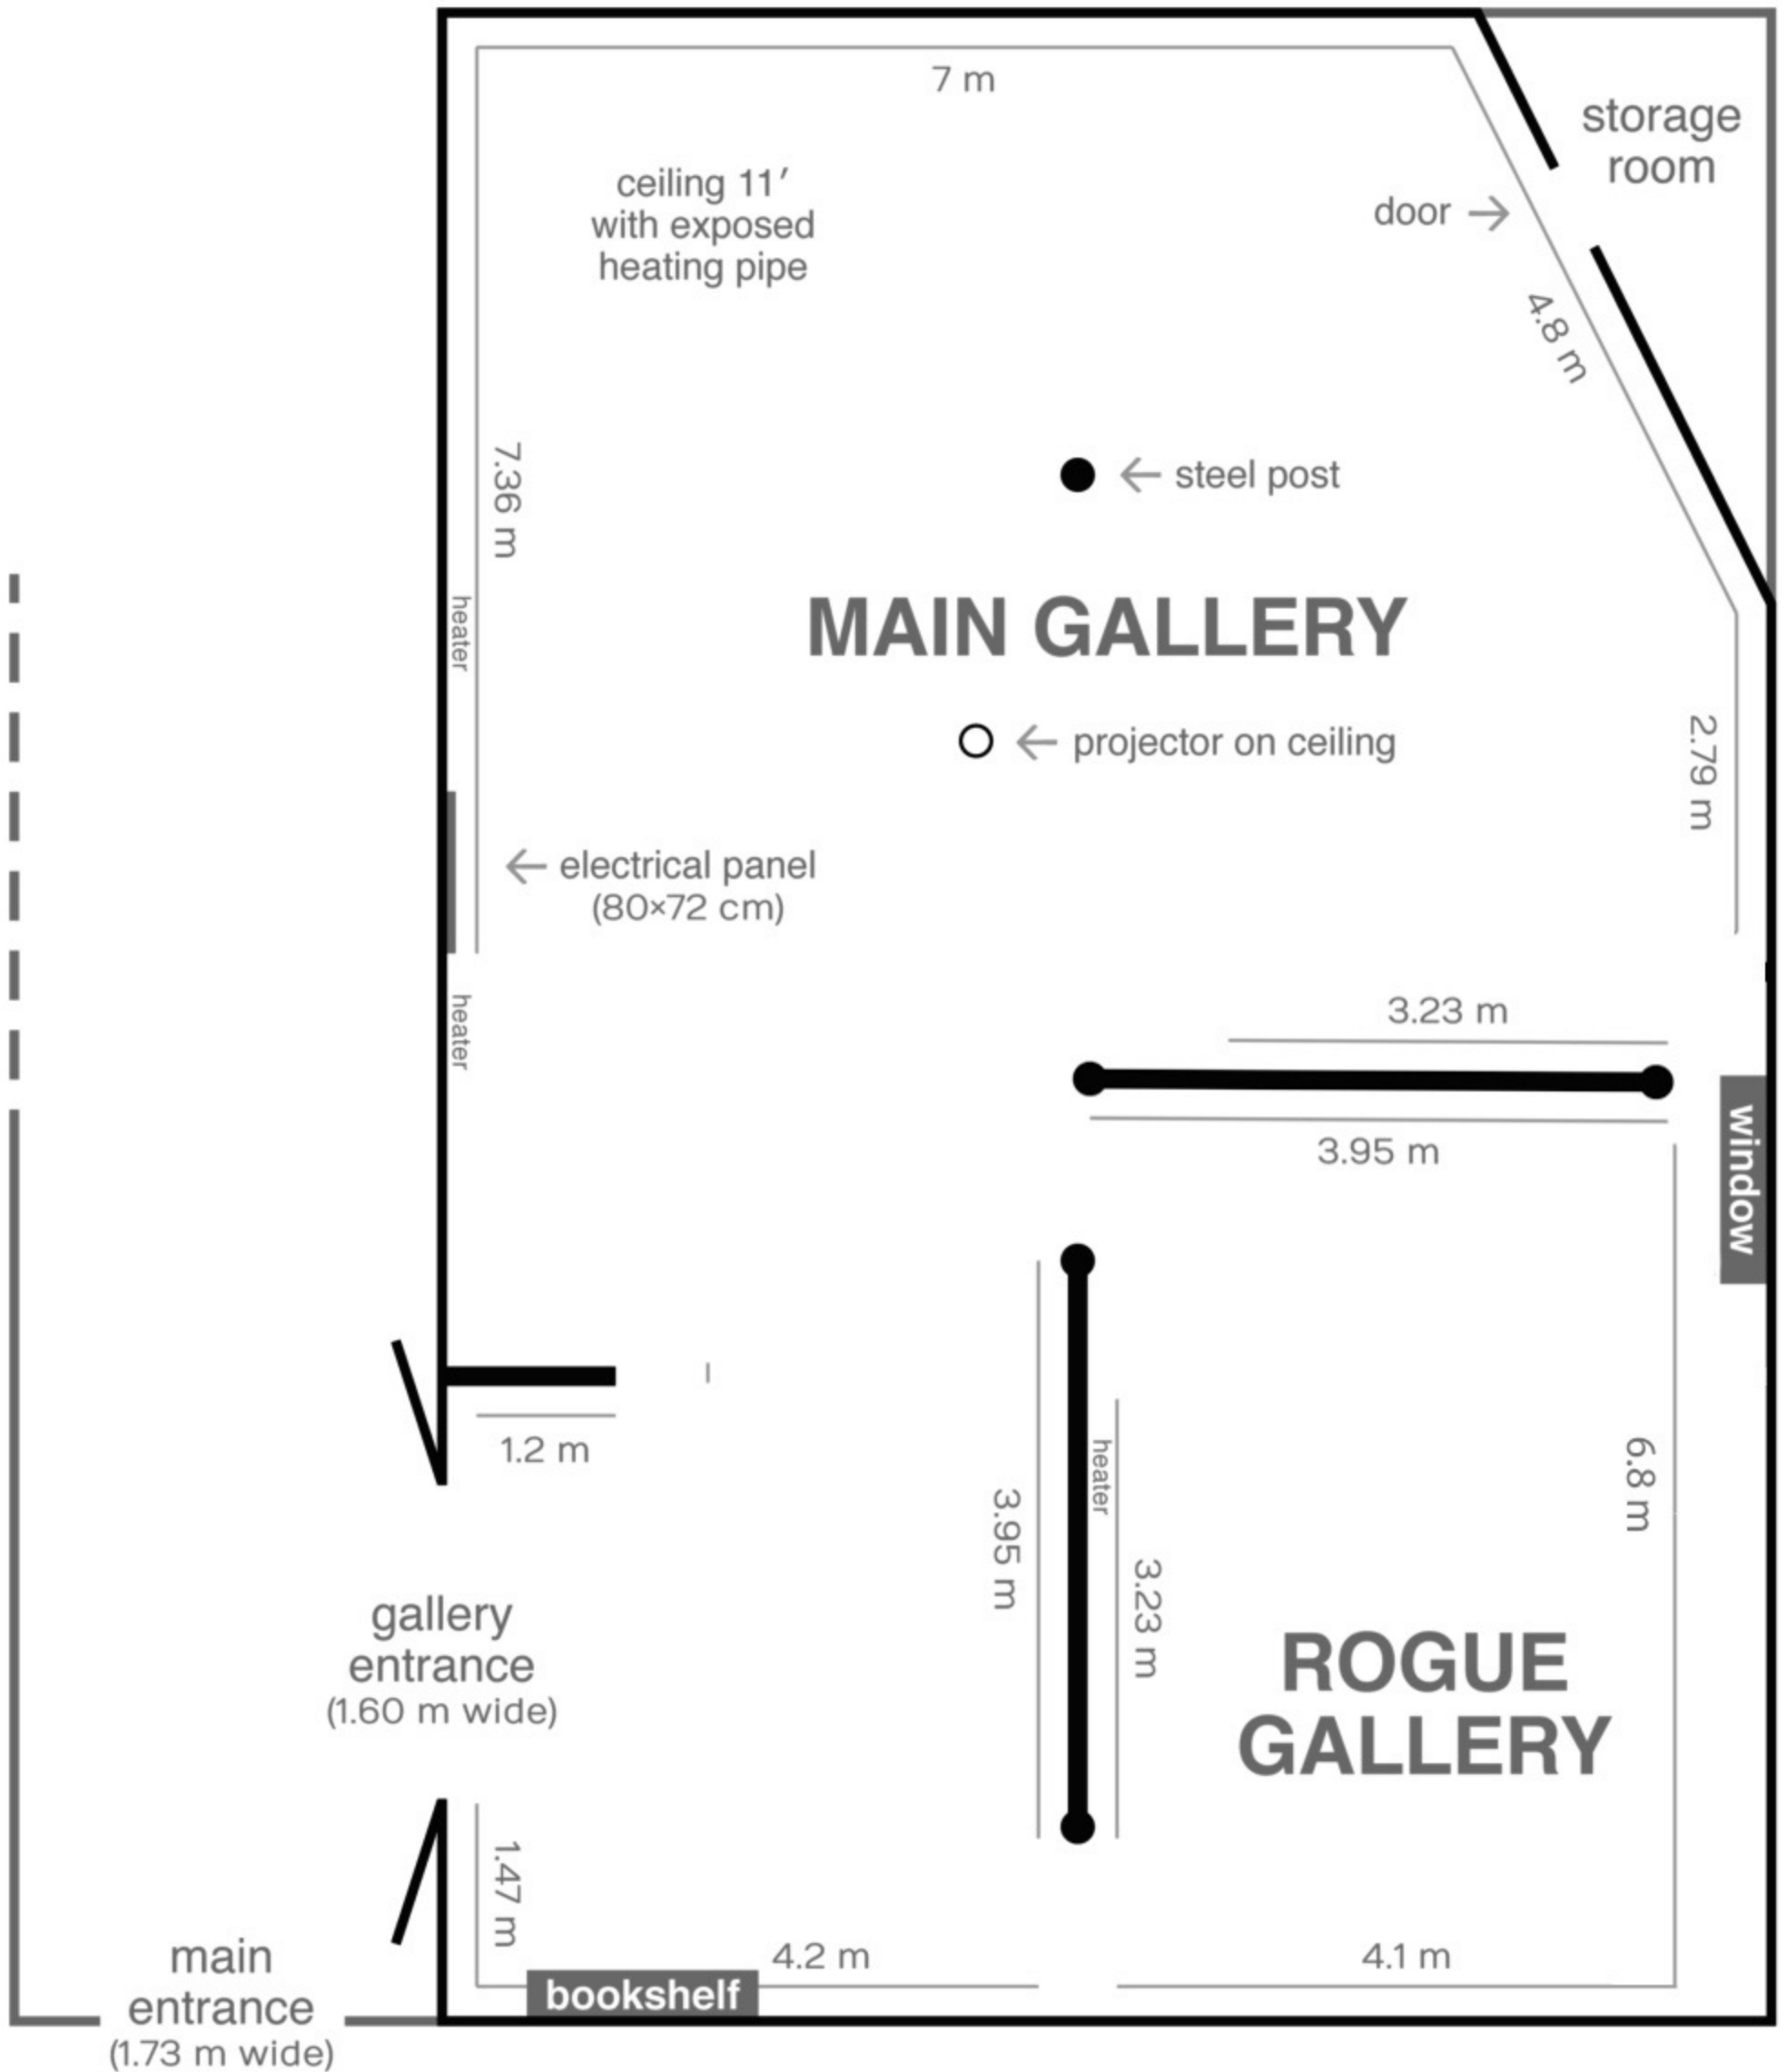 7 m
storage
room
ceiling 11′
with exposed
heating pipe
door →
4.8 m
7.36 m
← steel post
heater
MAIN GALLERY
← projector on ceiling
2.79 m
← electrical panel
(80×72 cm)
heater
3.23 m
3.95 m
window
1.2 m
heater
3.95 m
3.23 m
6.8 m
gallery
entrance
(1.60 m wide)
ROGUE
GALLERY
1.47 m
4.2 m
4.1 m
bookshelf
main
entrance
(1.73 m wide)